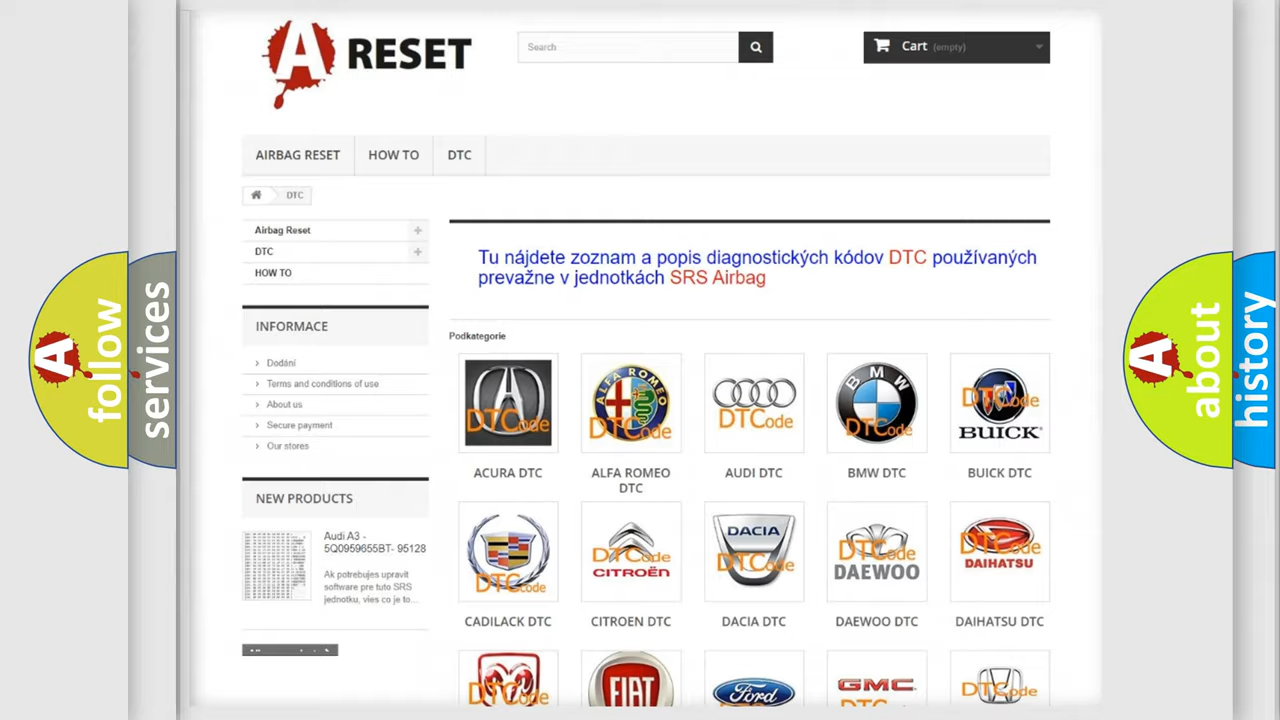 A RESET
Search
Cart (empty)
AIRBAG RESET
HOW TO
DTC
DTC
Airbag Reset
DTC
HOW TO
INFORMACE
Dodání
Terms and conditions of use
About us
Secure payment
Our stores
NEW PRODUCTS
Audi A3 -
5Q0959655BT- 95128
Ak potrebujes upravit
software pre tuto SRS
jednotku, vies co je to...
Tu nájdete zoznam a popis diagnostických kódov DTC používaných
prevažne v jednotkách SRS Airbag
Podkategorie
DTCode
ALFA ROMEO
DTCode
DTCode
BMW
DTCode
DTCode
BUICK
ACURA DTC
ALFA ROMEO
DTC
AUDI DTC
BMW DTC
BUICK DTC
DTCode
DTCode
CITROËN
DACIA
DTCode
DTCode
DAEWOO
DTCode
DAIHATSU
CADILACK DTC
CITROEN DTC
DACIA DTC
DAEWOO DTC
DAIHATSU DTC
DTCode
FIAT
Ford
GMC
DTCode
A follow
services
A about
history